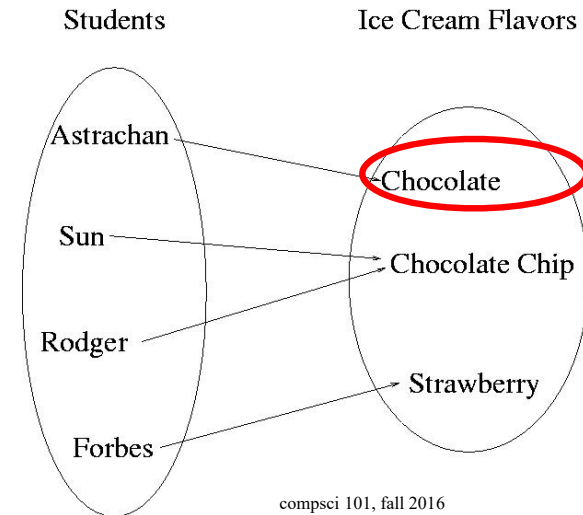 Students
Ice Cream Flavors
Astrachan
Chocolate
Sun
Chocolate Chip
Rodger
Strawberry
Forbes
compsci 101, fall 2016